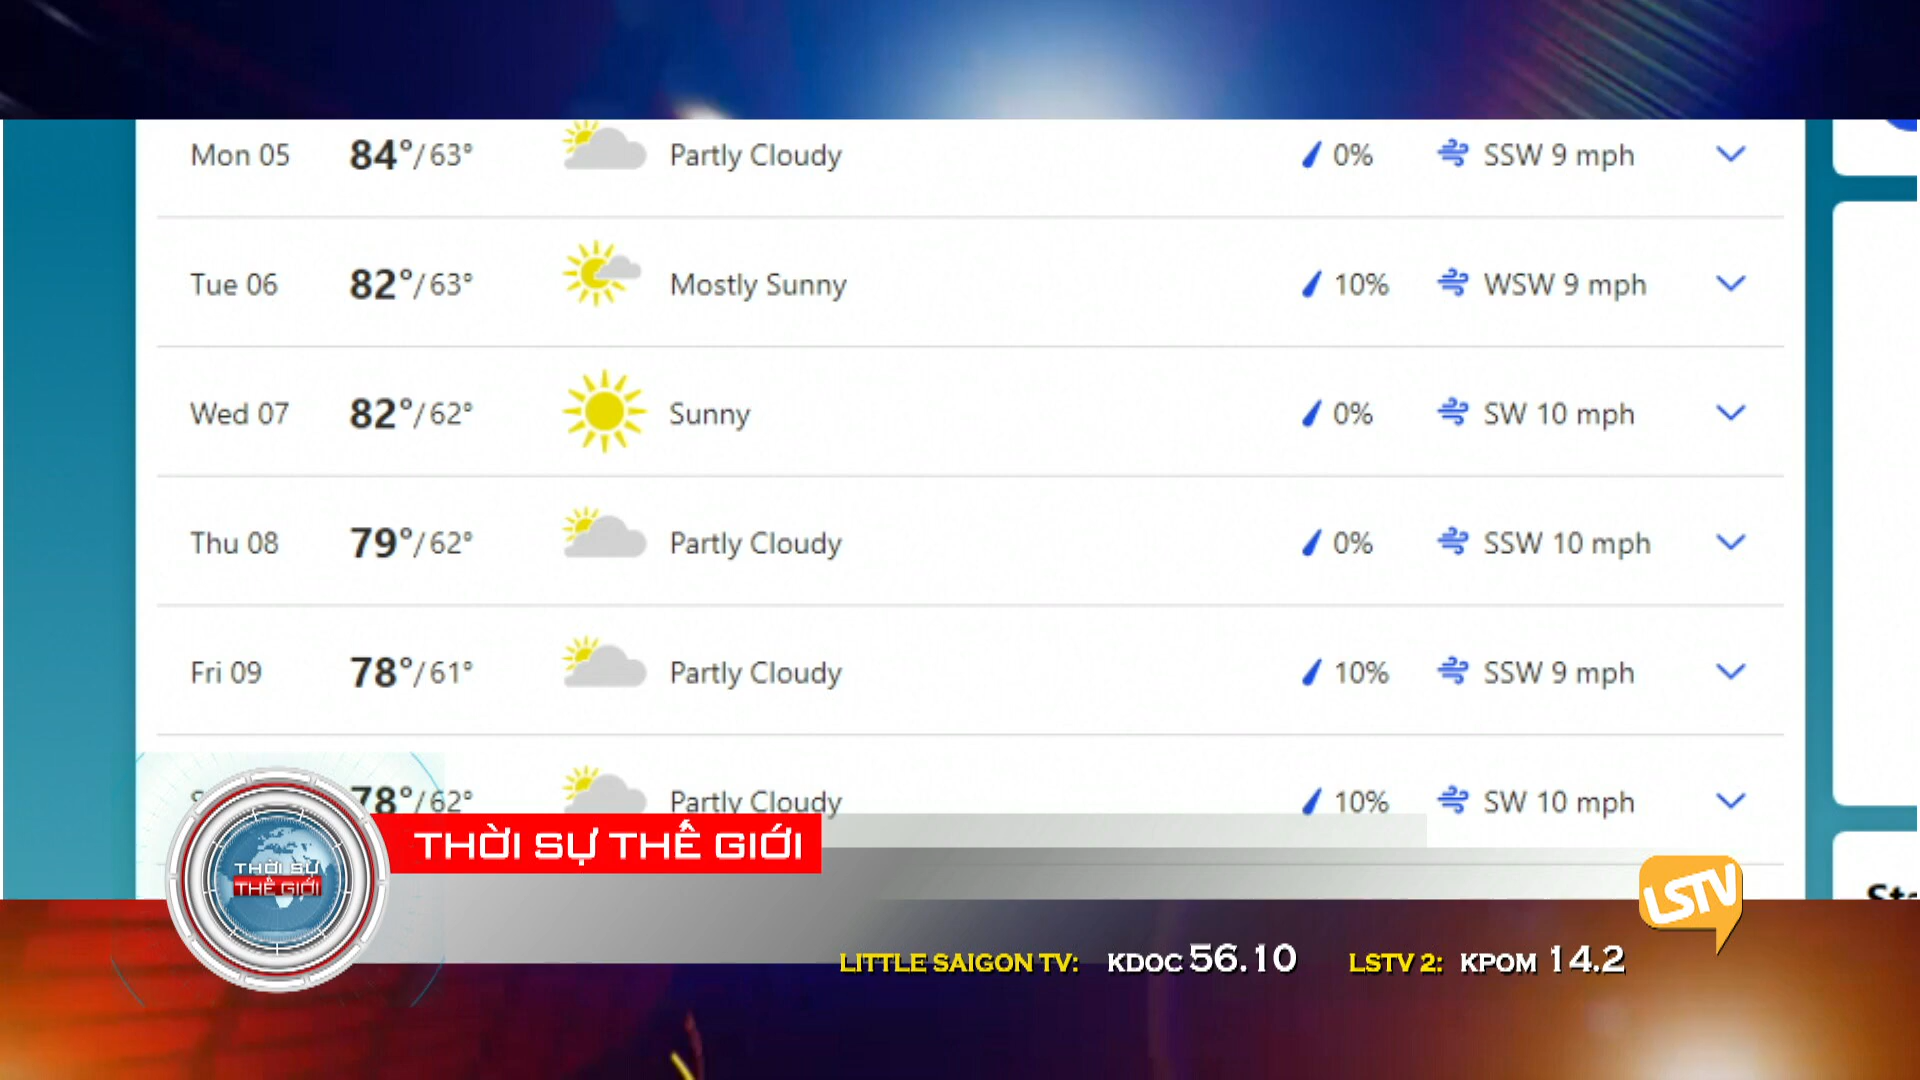 Mon 05 84°/63° Partly Cloudy 0% SSW 9 mph
Tue 06 82°/63° Mostly Sunny 10% WSW 9 mph
Wed 07 82°/62° Sunny 0% SW 10 mph
Thu 08 79°/62° Partly Cloudy 0% SSW 10 mph
Fri 09 78°/61° Partly Cloudy 10% SSW 9 mph
78°/62° Partly Cloudy 10% SW 10 mph
THỜI SỰ THẾ GIỚI
THỜI SỰ
THẾ GIỚI
LSTV
LITTLE SAIGON TV: KDOC 56.10 LSTV 2: KPOM 14.2